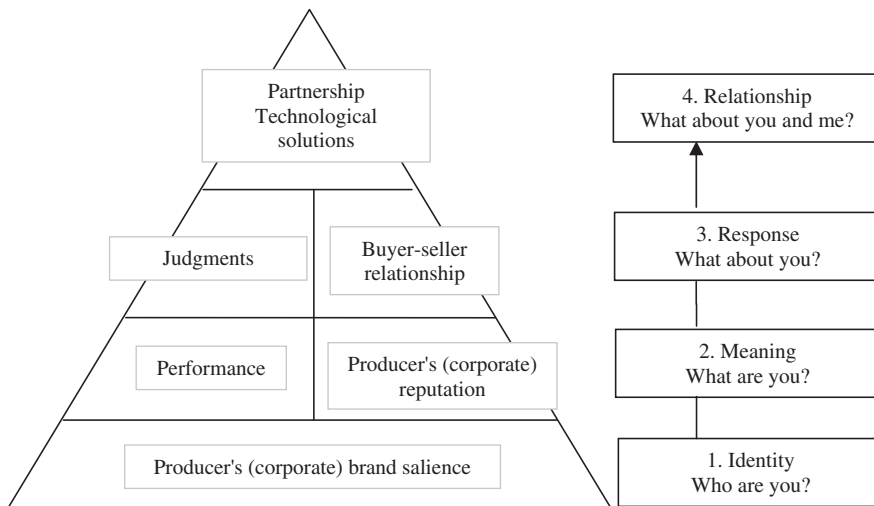 Partnership
Technological
solutions
4. Relationship
What about you and me?
Judgments
Buyer-seller
relationship
3. Response
What about you?
Performance
Producer's (corporate)
reputation
2. Meaning
What are you?
Producer's (corporate) brand salience
1. Identity
Who are you?